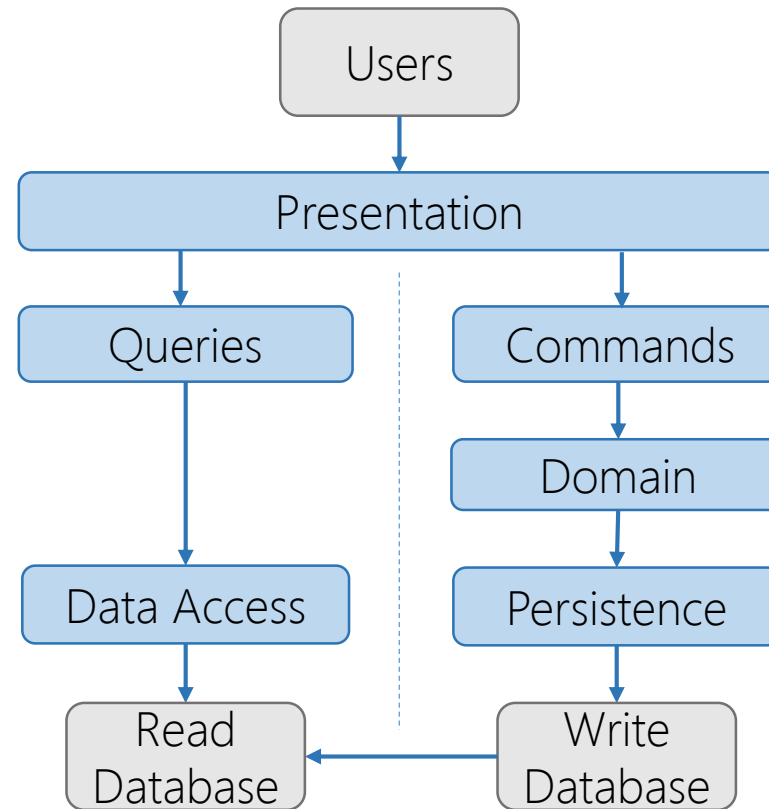 Users
Presentation
Queries
Commands
Domain
Data Access
Persistence
Read
Database
Write
Database